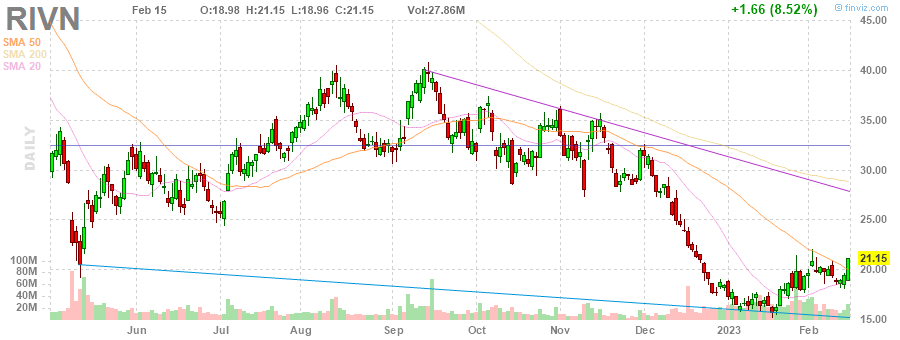 RIVN
Feb 15 O:18.98 H:21.15 L:18.96 C:21.15 Vol:27.86M +1.66 (8.52%)
© finviz.com
SMA 50
SMA 200
SMA 20
DAILY
45.00
40.00
35.00
30.00
25.00
21.15
20.00
15.00
100M
80M
60M
40M
20M
Jun Jul Aug Sep Oct Nov Dec 2023 Feb